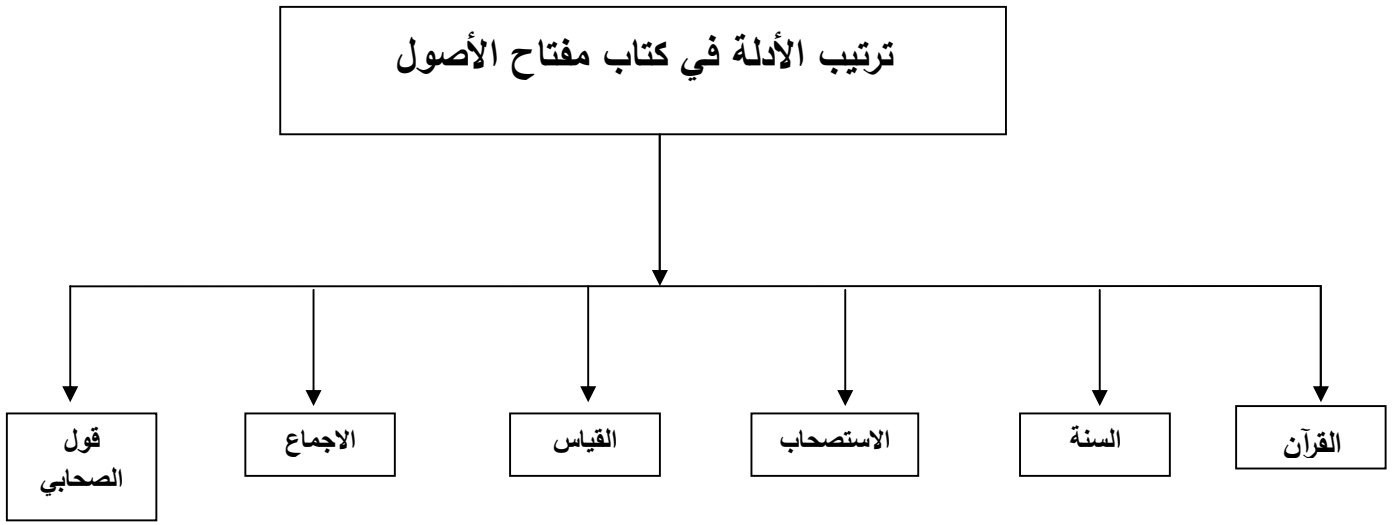 ترتيب الأدلة في كتاب مفتاح الأصول
القرآن
السنة
الاستصحاب
القياس
الاجماع
قول
الصحابي